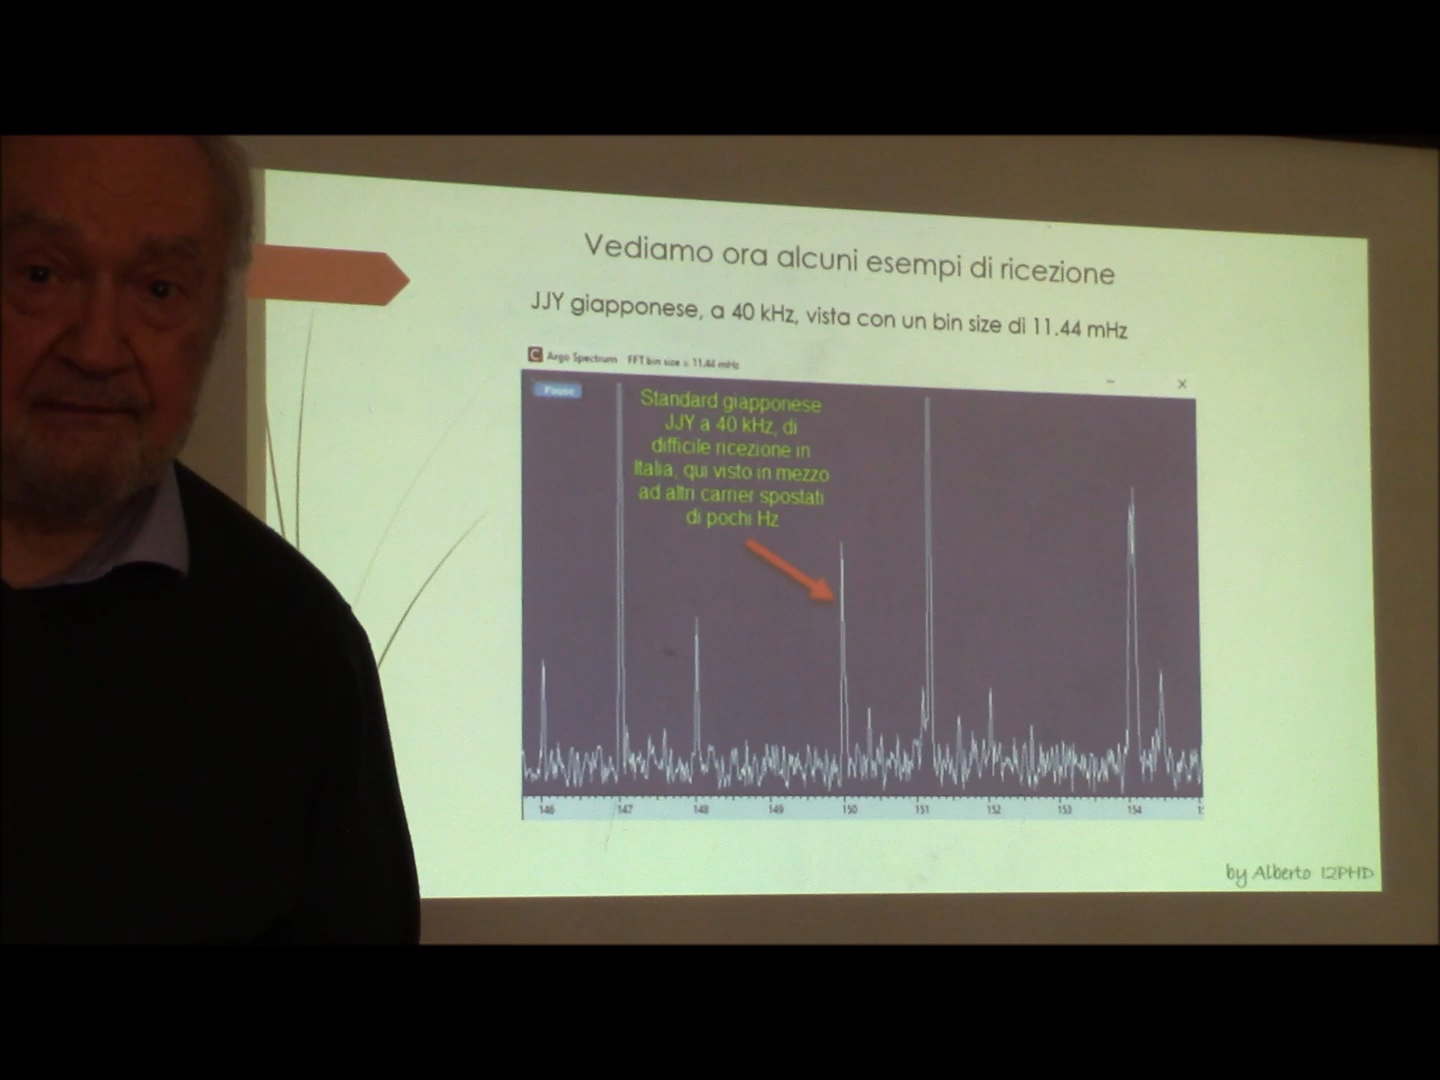 Vediamo ora alcuni esempi di ricezione
JJY giapponese, a 40 kHz, vista con un bin size di 11.44 mHz
Argo Spectrum FFT bin size = 11.44 mHz
Pause
Standard giapponese
JJY a 40 kHz, di
difficile ricezione in
Italia, qui visto in mezzo
ad altri carrier spostati
di pochi Hz
146 147 148 149 150 151 152 153 154
by Alberto I2PHD